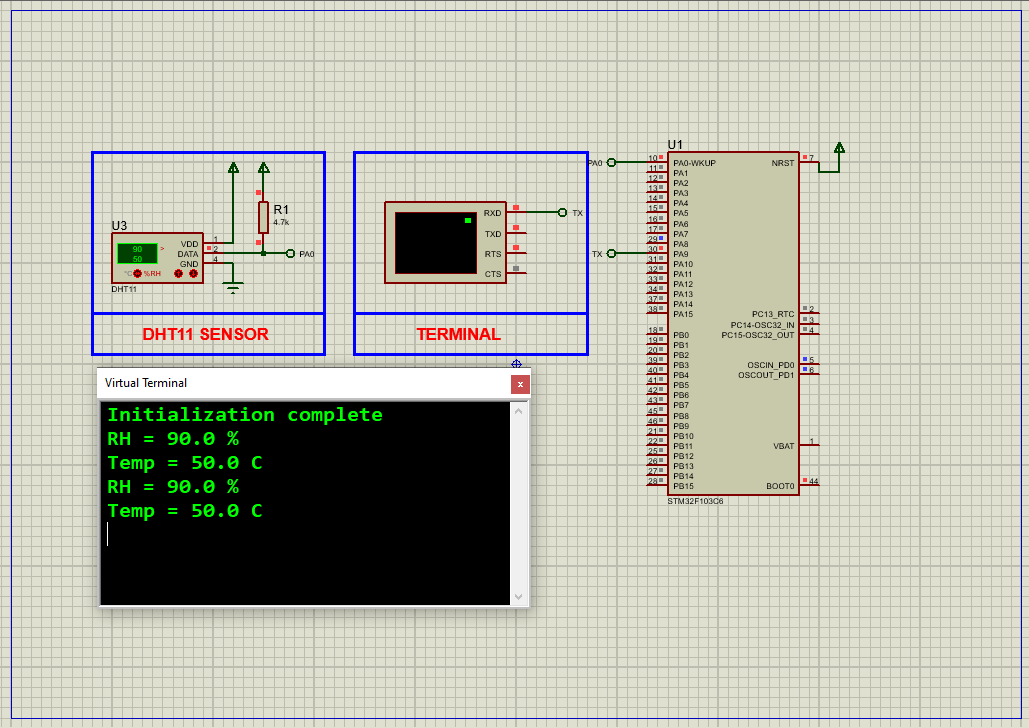 U3
90
50
°C
%RH
>
VDD
DATA
GND
1
2
4
DHT11
R1
4.7k
PA0
DHT11 SENSOR
RXD
TXD
RTS
CTS
TX
TERMINAL
Virtual Terminal
x
Initialization complete
RH = 90.0 %
Temp = 50.0 C
RH = 90.0 %
Temp = 50.0 C
PA0
TX
U1
10 PA0-WKUP
11 PA1
12 PA2
13 PA3
14 PA4
15 PA5
16 PA6
17 PA7
29 PA8
30 PA9
31 PA10
32 PA11
33 PA12
34 PA13
37 PA14
38 PA15
18 PB0
19 PB1
20 PB2
39 PB3
40 PB4
41 PB5
42 PB6
43 PB7
45 PB8
46 PB9
21 PB10
22 PB11
25 PB12
26 PB13
27 PB14
28 PB15
NRST 7
PC13_RTC 2
PC14-OSC32_IN 3
PC15-OSC32_OUT 4
OSCIN_PD0 5
OSCOUT_PD1 6
VBAT 1
BOOT0 44
STM32F103C6